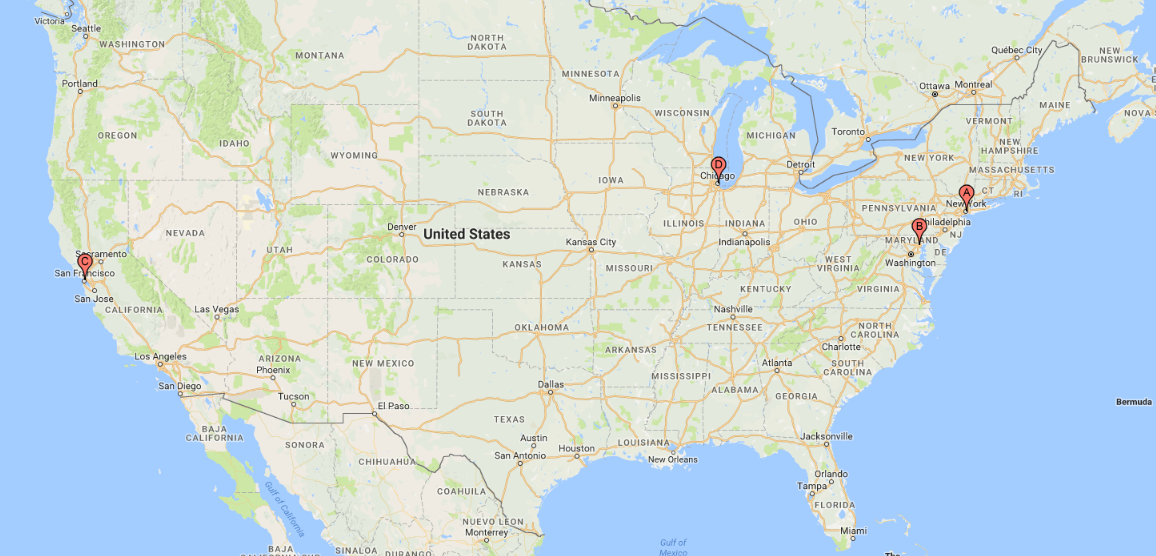 Victoria
Seattle
WASHINGTON
MONTANA
NORTH
DAKOTA
MINNESOTA
Québec City
NEW
BRUNSWICK
Portland
Minneapolis
WISCONSIN
Ottawa
Montreal
MAINE
NOVA
OREGON
IDAHO
SOUTH
DAKOTA
MICHIGAN
Toronto
VERMONT
WYOMING
D
Chicago
Detroit
NEW YORK
NEW
HAMPSHIRE
MASSACHUSETTS
CT
RI
IOWA
NEBRASKA
A
New York
PENNSYLVANIA
Philadelphia
NJ
NEVADA
UTAH
Denver
COLORADO
United States
Kansas City
ILLINOIS
INDIANA
Indianapolis
OHIO
B
MARYLAND
DE
Washington
Sacramento
C
San Francisco
San Jose
CALIFORNIA
KANSAS
MISSOURI
WEST
VIRGINIA
KENTUCKY
VIRGINIA
Las Vegas
Nashville
TENNESSEE
OKLAHOMA
NORTH
CAROLINA
Charlotte
Los Angeles
ARIZONA
Phoenix
NEW MEXICO
ARKANSAS
Atlanta
SOUTH
CAROLINA
San Diego
Tucson
El Paso
Dallas
MISSISSIPPI
ALABAMA
GEORGIA
Bermuda
BAJA
CALIFORNIA
SONORA
TEXAS
Austin
San Antonio
Houston
LOUISIANA
New Orleans
Jacksonville
CHIHUAHUA
COAHUILA
Gulf of
California
Orlando
Tampa
FLORIDA
NUEVO LEON
Monterrey
Miami
BAJA
SINALOA
DURANGO
Gulf of
Mexico
The